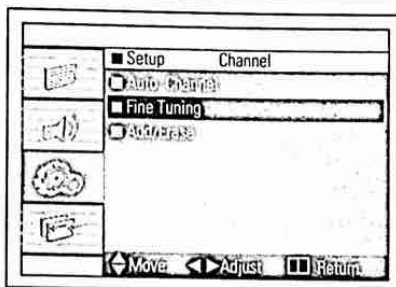 Setup Channel
Auto Channel
Fine Tuning
Add/Erase
Move Adjust Return